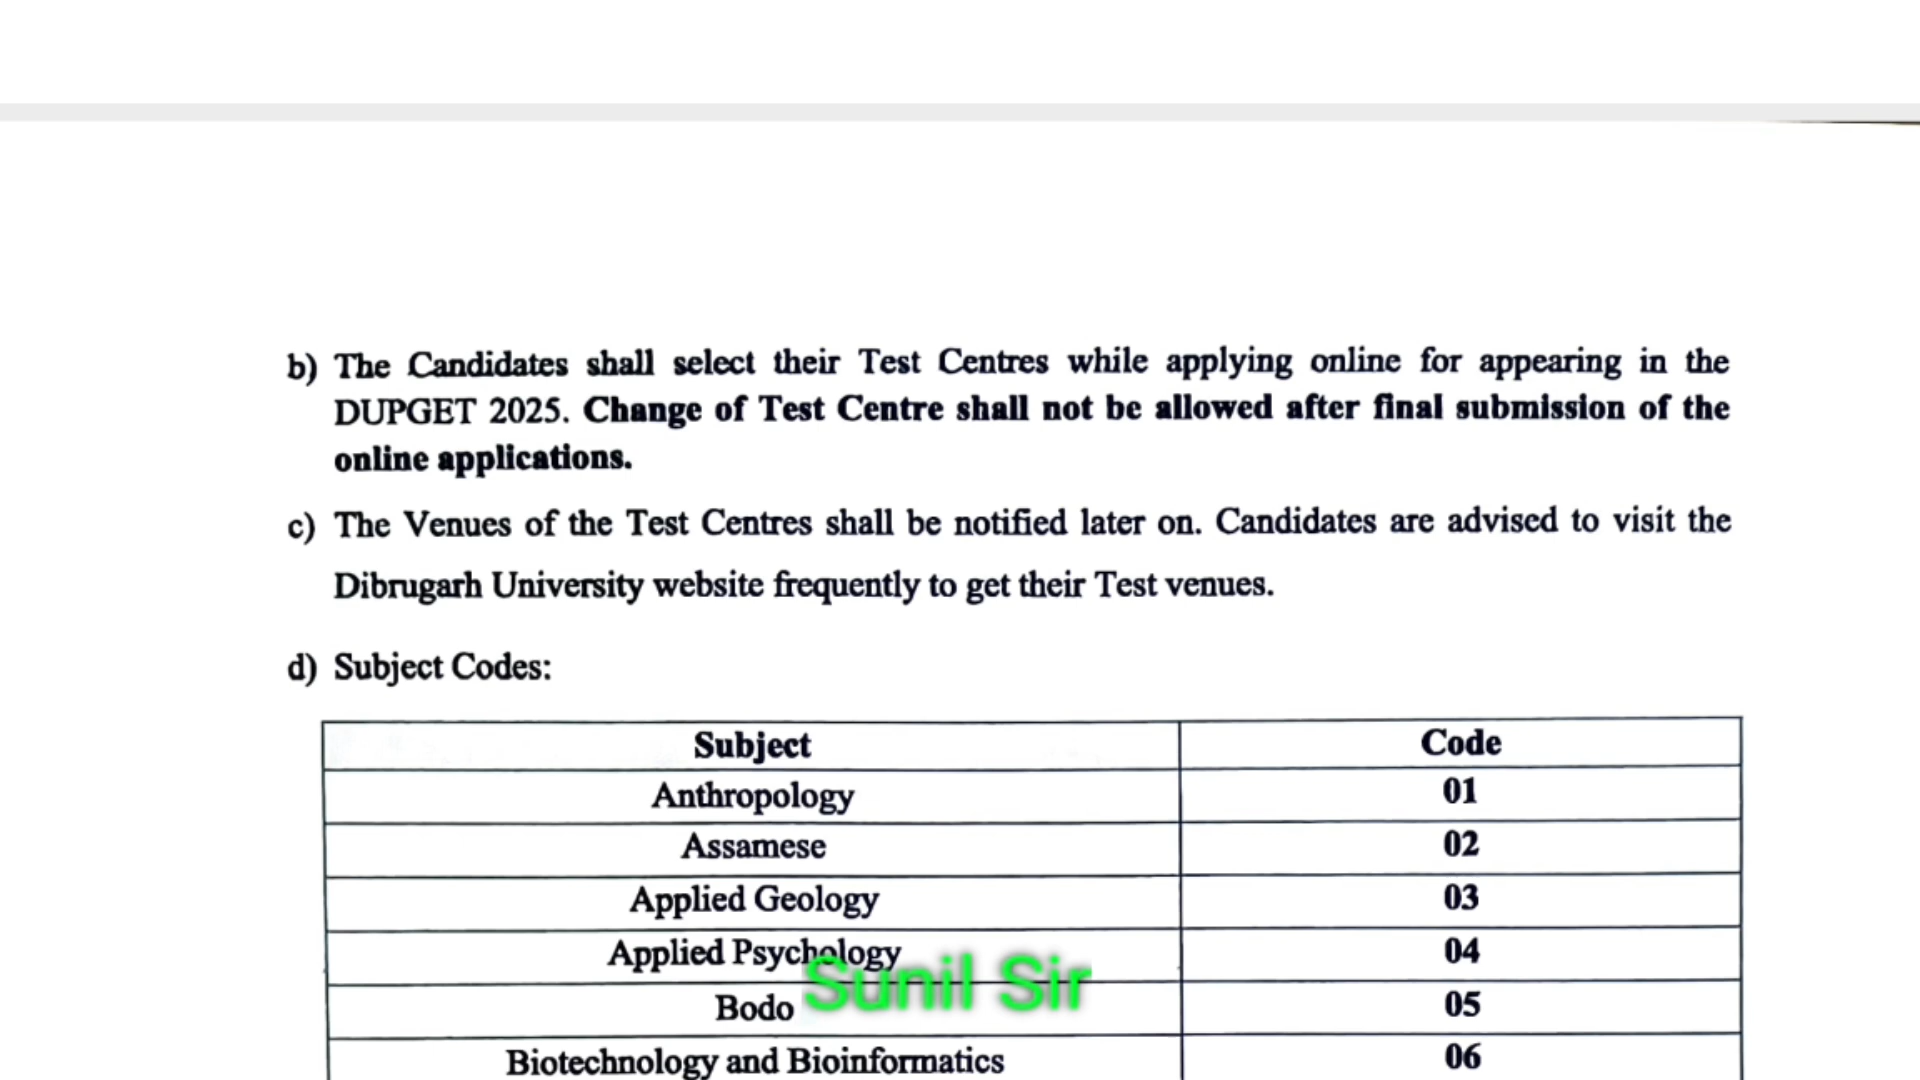 b) The Candidates shall select their Test Centres while applying online for appearing in the
DUPGET 2025. Change of Test Centre shall not be allowed after final submission of the
online applications.
c) The Venues of the Test Centres shall be notified later on. Candidates are advised to visit the
Dibrugarh University website frequently to get their Test venues.
d) Subject Codes:
Subject Code
Anthropology 01
Assamese 02
Applied Geology 03
Applied Psychology 04
Sunil Sir
Bodo 05
Biotechnology and Bioinformatics 06